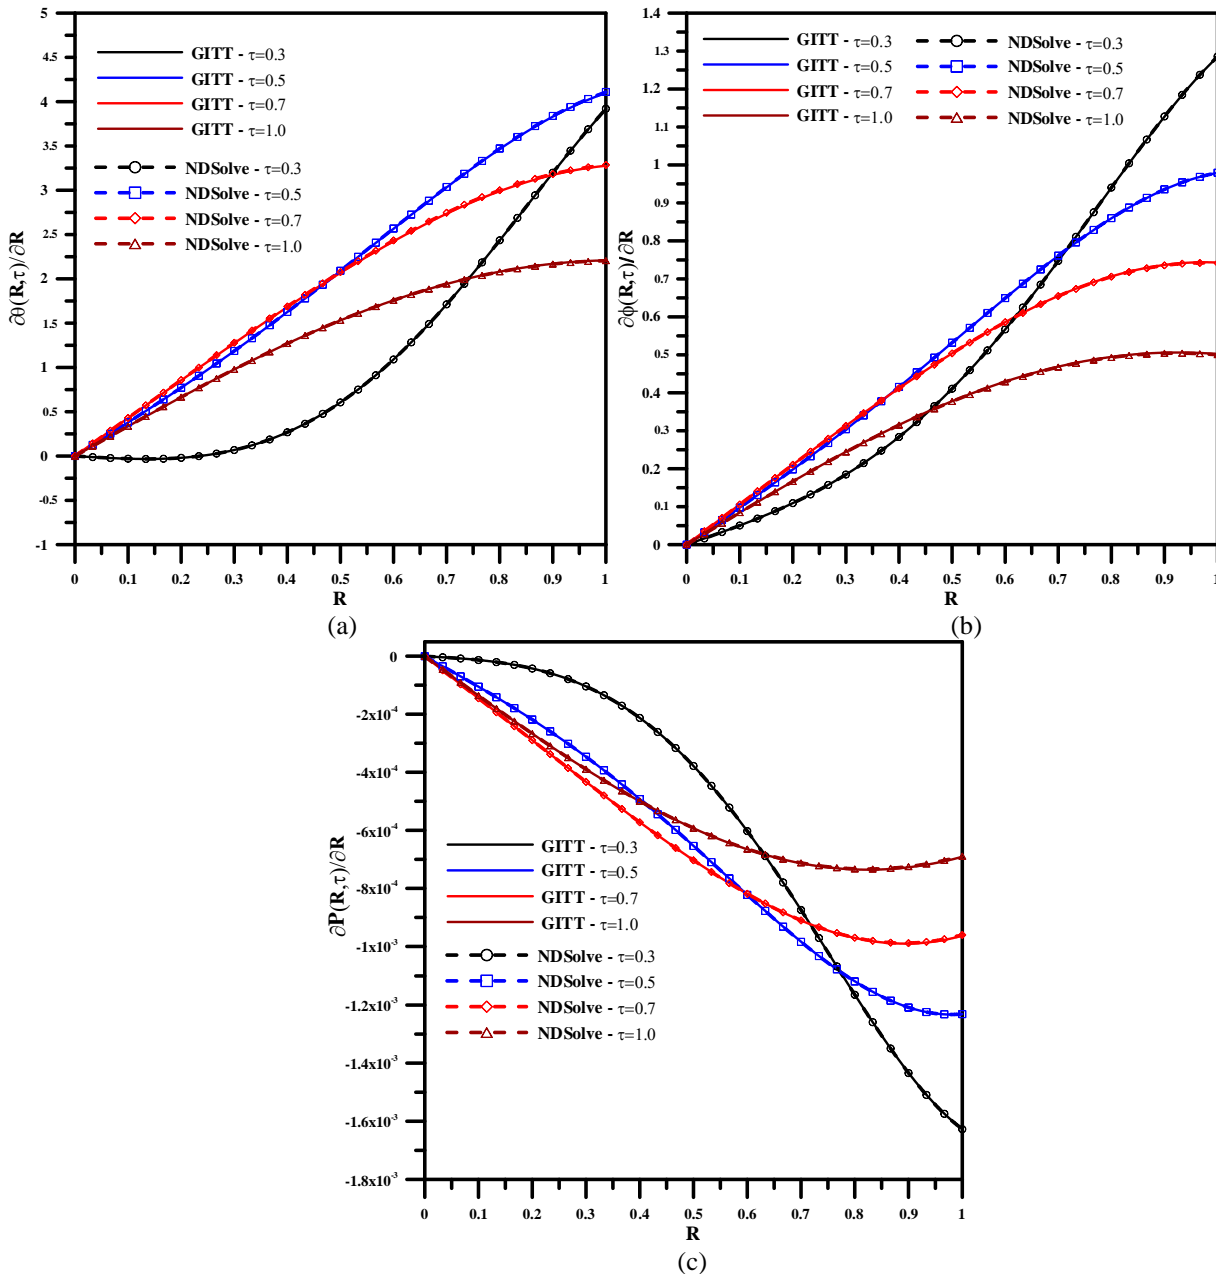 5
4.5
4
3.5
3
2.5
2
1.5
1
0.5
0
-0.5
-1
∂θ(R,τ)/∂R
GITT - τ=0.3
GITT - τ=0.5
GITT - τ=0.7
GITT - τ=1.0
NDSolve - τ=0.3
NDSolve - τ=0.5
NDSolve - τ=0.7
NDSolve - τ=1.0
0 0.1 0.2 0.3 0.4 0.5 0.6 0.7 0.8 0.9 1
R
(a)
1.4
1.3
1.2
1.1
1
0.9
0.8
0.7
0.6
0.5
0.4
0.3
0.2
0.1
0
∂ϕ(R,τ)/∂R
GITT - τ=0.3
GITT - τ=0.5
GITT - τ=0.7
GITT - τ=1.0
NDSolve - τ=0.3
NDSolve - τ=0.5
NDSolve - τ=0.7
NDSolve - τ=1.0
0 0.1 0.2 0.3 0.4 0.5 0.6 0.7 0.8 0.9 1
R
(b)
0
-2x10⁻⁴
-4x10⁻⁴
-6x10⁻⁴
-8x10⁻⁴
-1x10⁻³
-1.2x10⁻³
-1.4x10⁻³
-1.6x10⁻³
-1.8x10⁻³
∂P(R,τ)/∂R
GITT - τ=0.3
GITT - τ=0.5
GITT - τ=0.7
GITT - τ=1.0
NDSolve - τ=0.3
NDSolve - τ=0.5
NDSolve - τ=0.7
NDSolve - τ=1.0
0 0.1 0.2 0.3 0.4 0.5 0.6 0.7 0.8 0.9 1
R
(c)